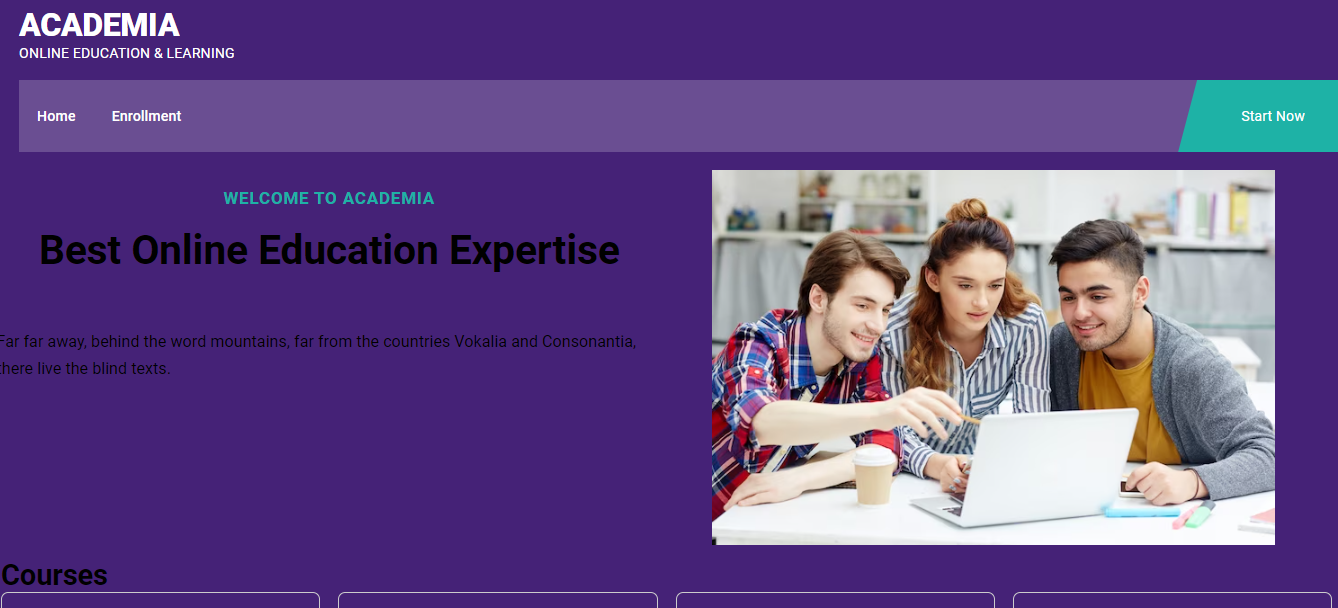 ACADEMIA
ONLINE EDUCATION & LEARNING
Home
Enrollment
Start Now
WELCOME TO ACADEMIA
Best Online Education Expertise
Far far away, behind the word mountains, far from the countries Vokalia and Consonantia,
there live the blind texts.
Courses